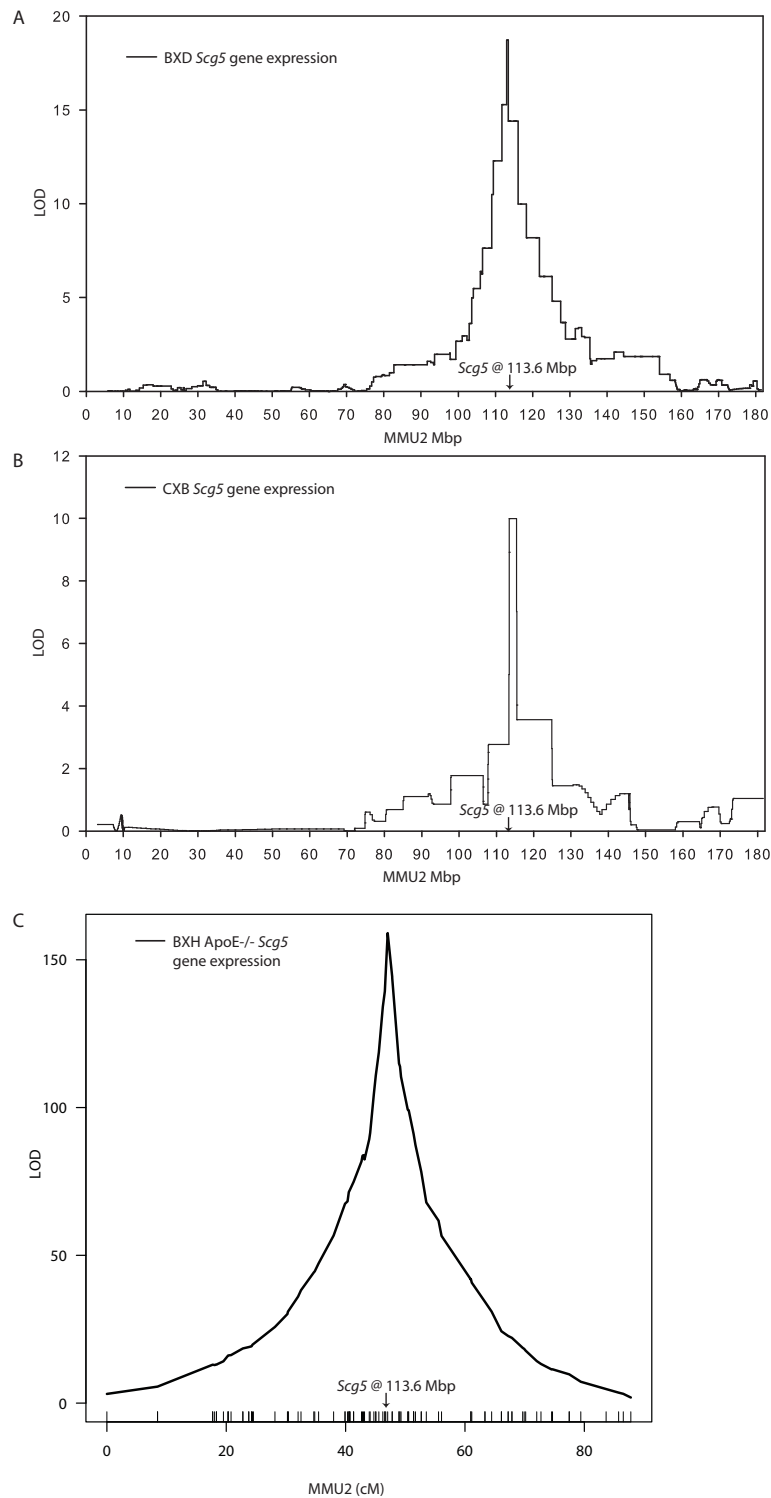 A
20
BXD Scg5 gene expression
15
LOD
10
5
Scg5 @ 113.6 Mbp
0
0 10 20 30 40 50 60 70 80 90 100 110 120 130 140 150 160 170 180
MMU2 Mbp
B
12
CXB Scg5 gene expression
10
8
LOD
6
4
2
Scg5 @ 113.6 Mbp
0
0 10 20 30 40 50 60 70 80 90 100 110 120 130 140 150 160 170 180
MMU2 Mbp
C
BXH ApoE-/- Scg5
gene expression
150
100
LOD
50
Scg5 @ 113.6 Mbp
0
0 20 40 60 80
MMU2 (cM)